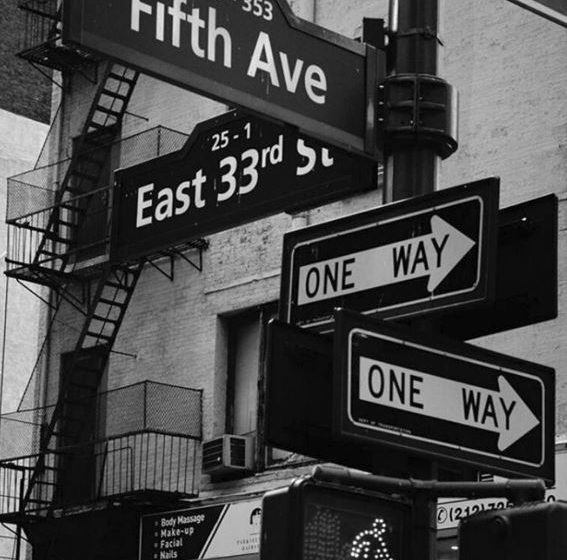 353
Fifth Ave
25 - 1
East 33rd St
ONE WAY
ONE WAY
Body Massage
Make-up
Facial
Nails
(212)